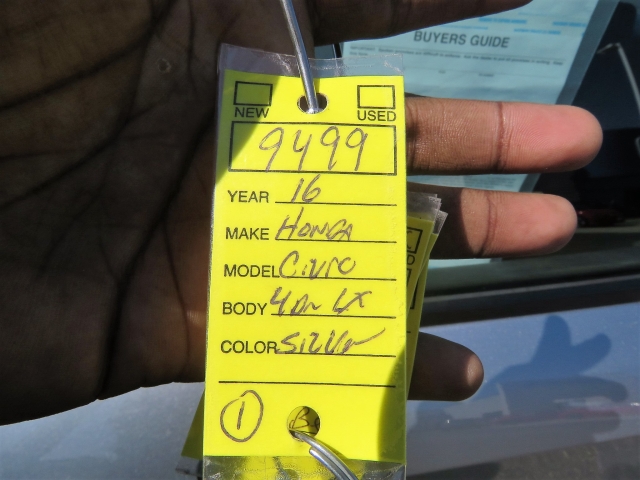 BUYERS GUIDE
NEW USED
9499
YEAR 16
MAKE HONDA
MODEL CIVIC
BODY 4DR LX
COLOR SILVER
1